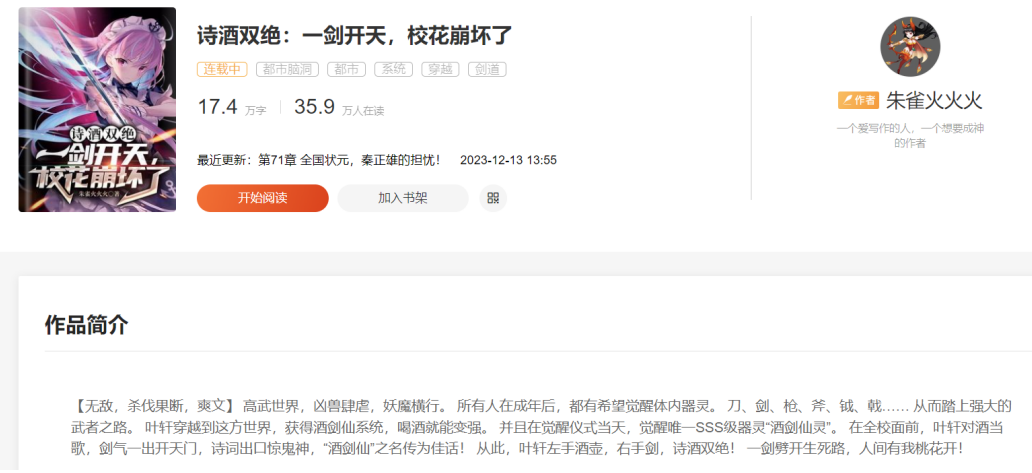 诗酒双绝：一剑开天，校花崩坏了
连载中 都市脑洞 都市 系统 穿越 剑道
17.4 万字 35.9 万人在读
最近更新：第71章 全国状元，秦正雄的担忧！ 2023-12-13 13:55
开始阅读 加入书架
诗酒双绝
一剑开天，
校花崩坏了
朱雀火火火◎著
作者 朱雀火火火
一个爱写作的人，一个想要成神
的作者
作品简介
【无敌，杀伐果断，爽文】 高武世界，凶兽肆虐，妖魔横行。 所有人在成年后，都有希望觉醒体内器灵。 刀、剑、枪、斧、钺、戟…… 从而踏上强大的
武者之路。 叶轩穿越到这方世界，获得酒剑仙系统，喝酒就能变强。 并且在觉醒仪式当天，觉醒唯一SSS级器灵“酒剑仙灵”。 在全校面前，叶轩对酒当
歌，剑气一出开天门，诗词出口惊鬼神，“酒剑仙”之名传为佳话！ 从此，叶轩左手酒壶，右手剑，诗酒双绝！ 一剑劈开生死路，人间有我桃花开！